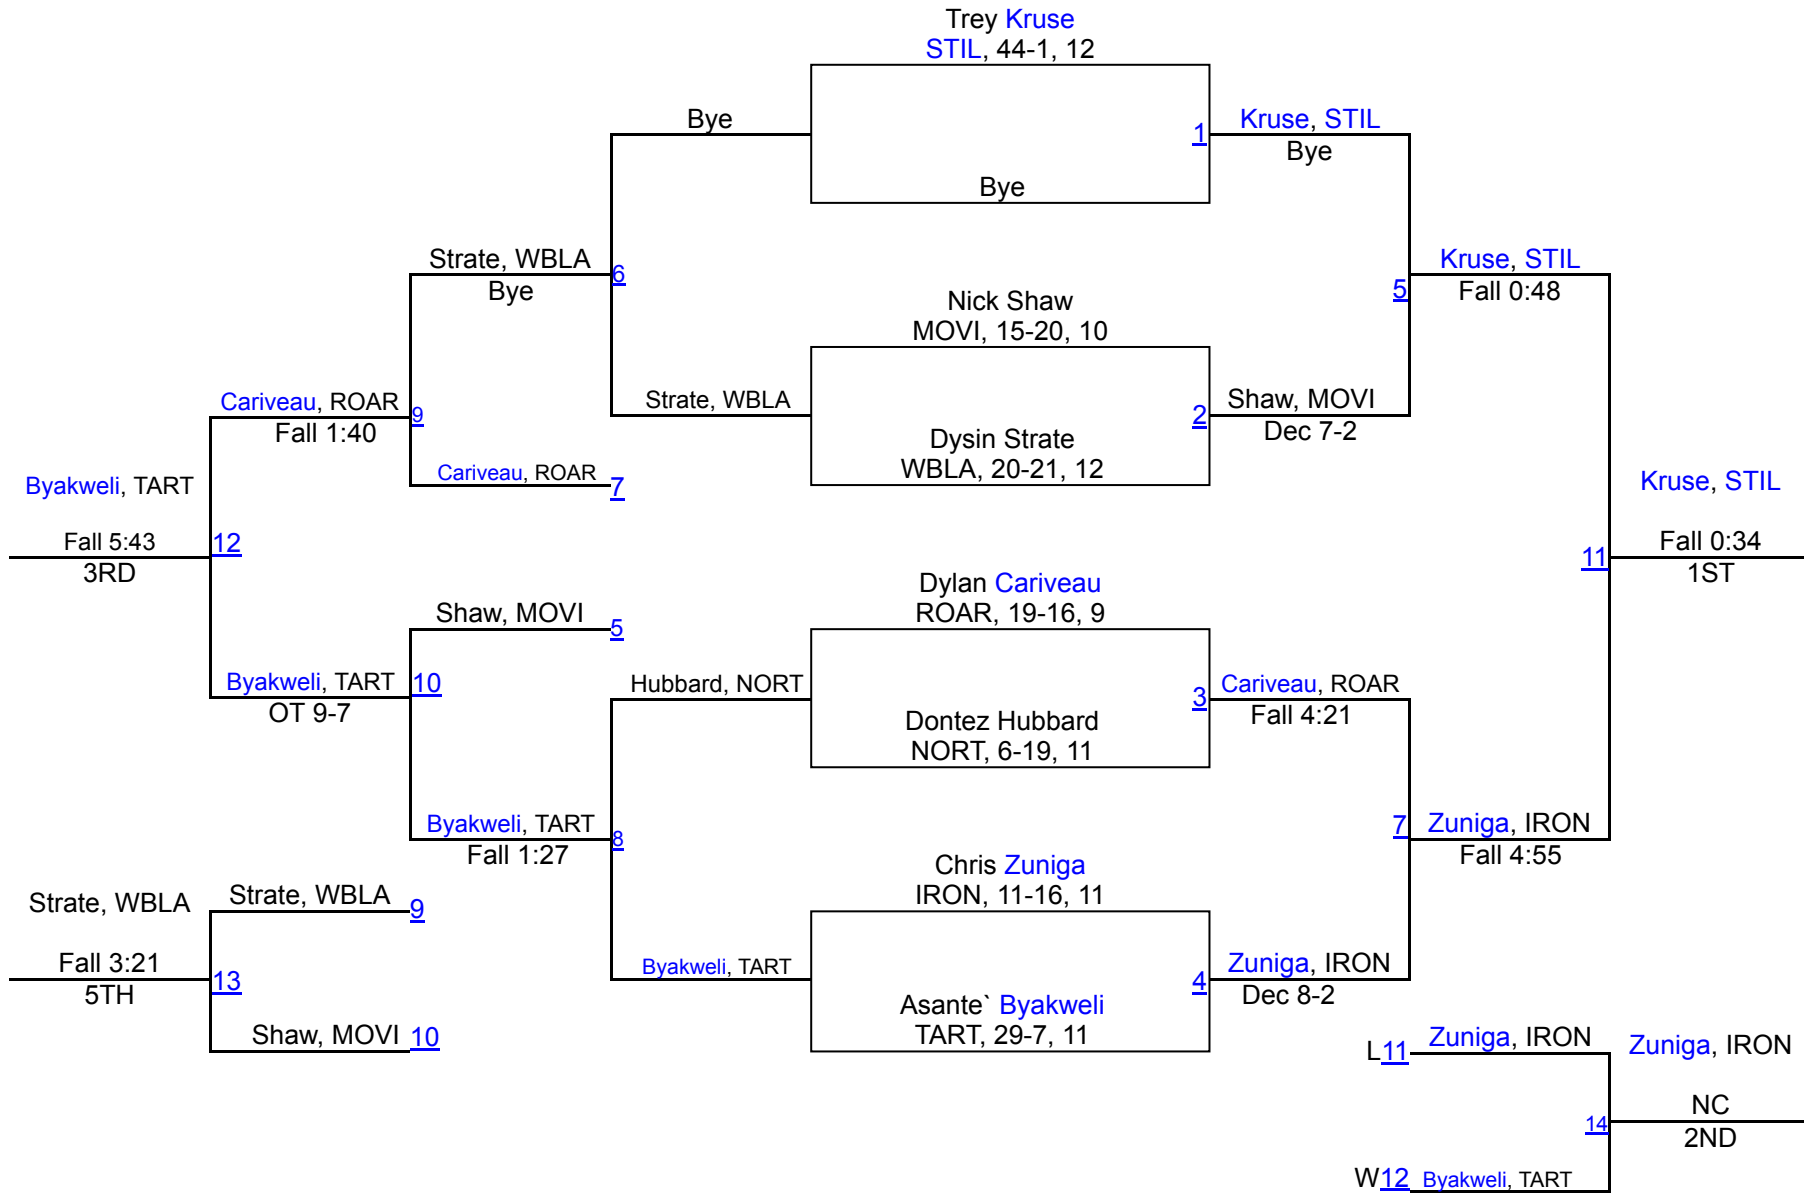 Trey Kruse
STIL, 44-1, 12
Bye
1
Kruse, STIL
Bye
Bye
Strate, WBLA
Bye
6
Kruse, STIL
Fall 0:48
5
Nick Shaw
MOVI, 15-20, 10
Cariveau, ROAR
Fall 1:40
9
Strate, WBLA
2
Shaw, MOVI
Dec 7-2
Dysin Strate
WBLA, 20-21, 12
Cariveau, ROAR
7
Byakweli, TART
Fall 5:43
3RD
12
Kruse, STIL
Fall 0:34
1ST
11
Dylan Cariveau
ROAR, 19-16, 9
Shaw, MOVI
5
Byakweli, TART
OT 9-7
10
Hubbard, NORT
3
Cariveau, ROAR
Fall 4:21
Dontez Hubbard
NORT, 6-19, 11
Byakweli, TART
Fall 1:27
8
7
Zuniga, IRON
Fall 4:55
Chris Zuniga
IRON, 11-16, 11
Strate, WBLA
Fall 3:21
5TH
Strate, WBLA
9
13
Byakweli, TART
4
Zuniga, IRON
Dec 8-2
Asante` Byakweli
TART, 29-7, 11
Shaw, MOVI
10
L11
Zuniga, IRON
Zuniga, IRON
NC
2ND
14
W12
Byakweli, TART